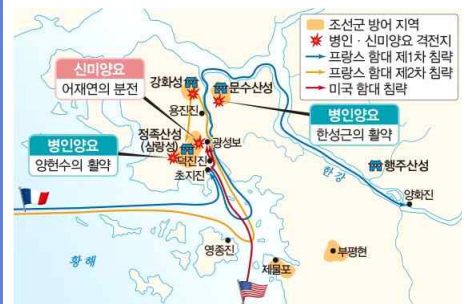 조선군 방어 지역
병인·신미양요 격전지
프랑스 함대 제1차 침략
프랑스 함대 제2차 침략
미국 함대 침략
신미양요
어재연의 분전
강화성
문수산성
용진진
병인양요
한성근의 활약
정족산성
(삼랑성)
광성보
병인양요
양헌수의 활약
덕진진
초지진
행주산성
한강
양화진
영종진
부평현
황해
제물포